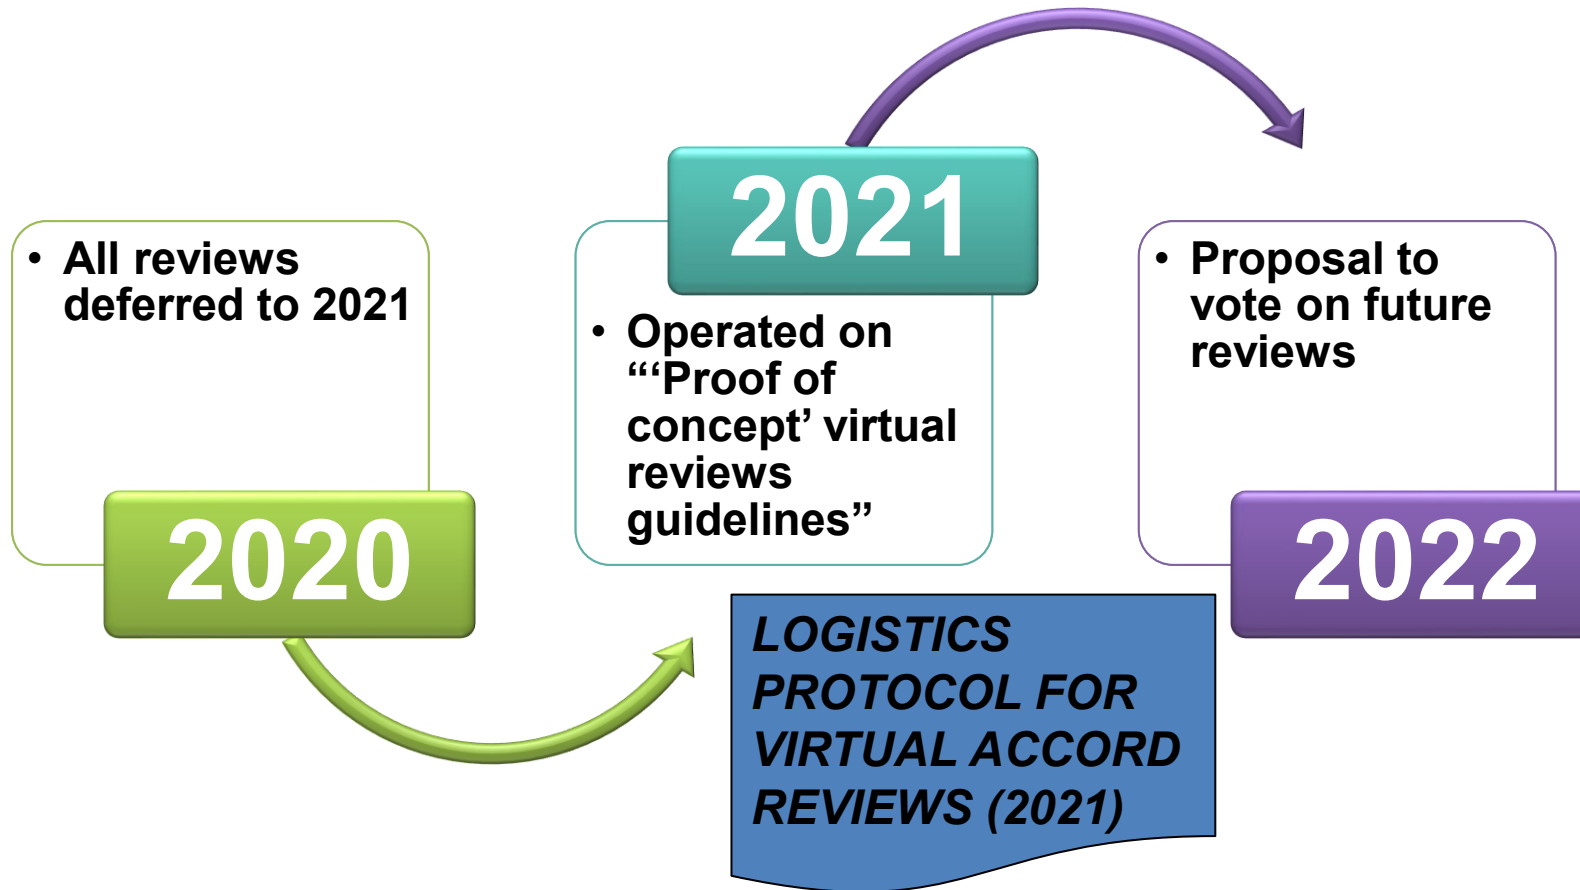 • All reviews
deferred to 2021
2020
2021
• Operated on
“‘Proof of
concept’ virtual
reviews
guidelines”
LOGISTICS
PROTOCOL FOR
VIRTUAL ACCORD
REVIEWS (2021)
• Proposal to
vote on future
reviews
2022